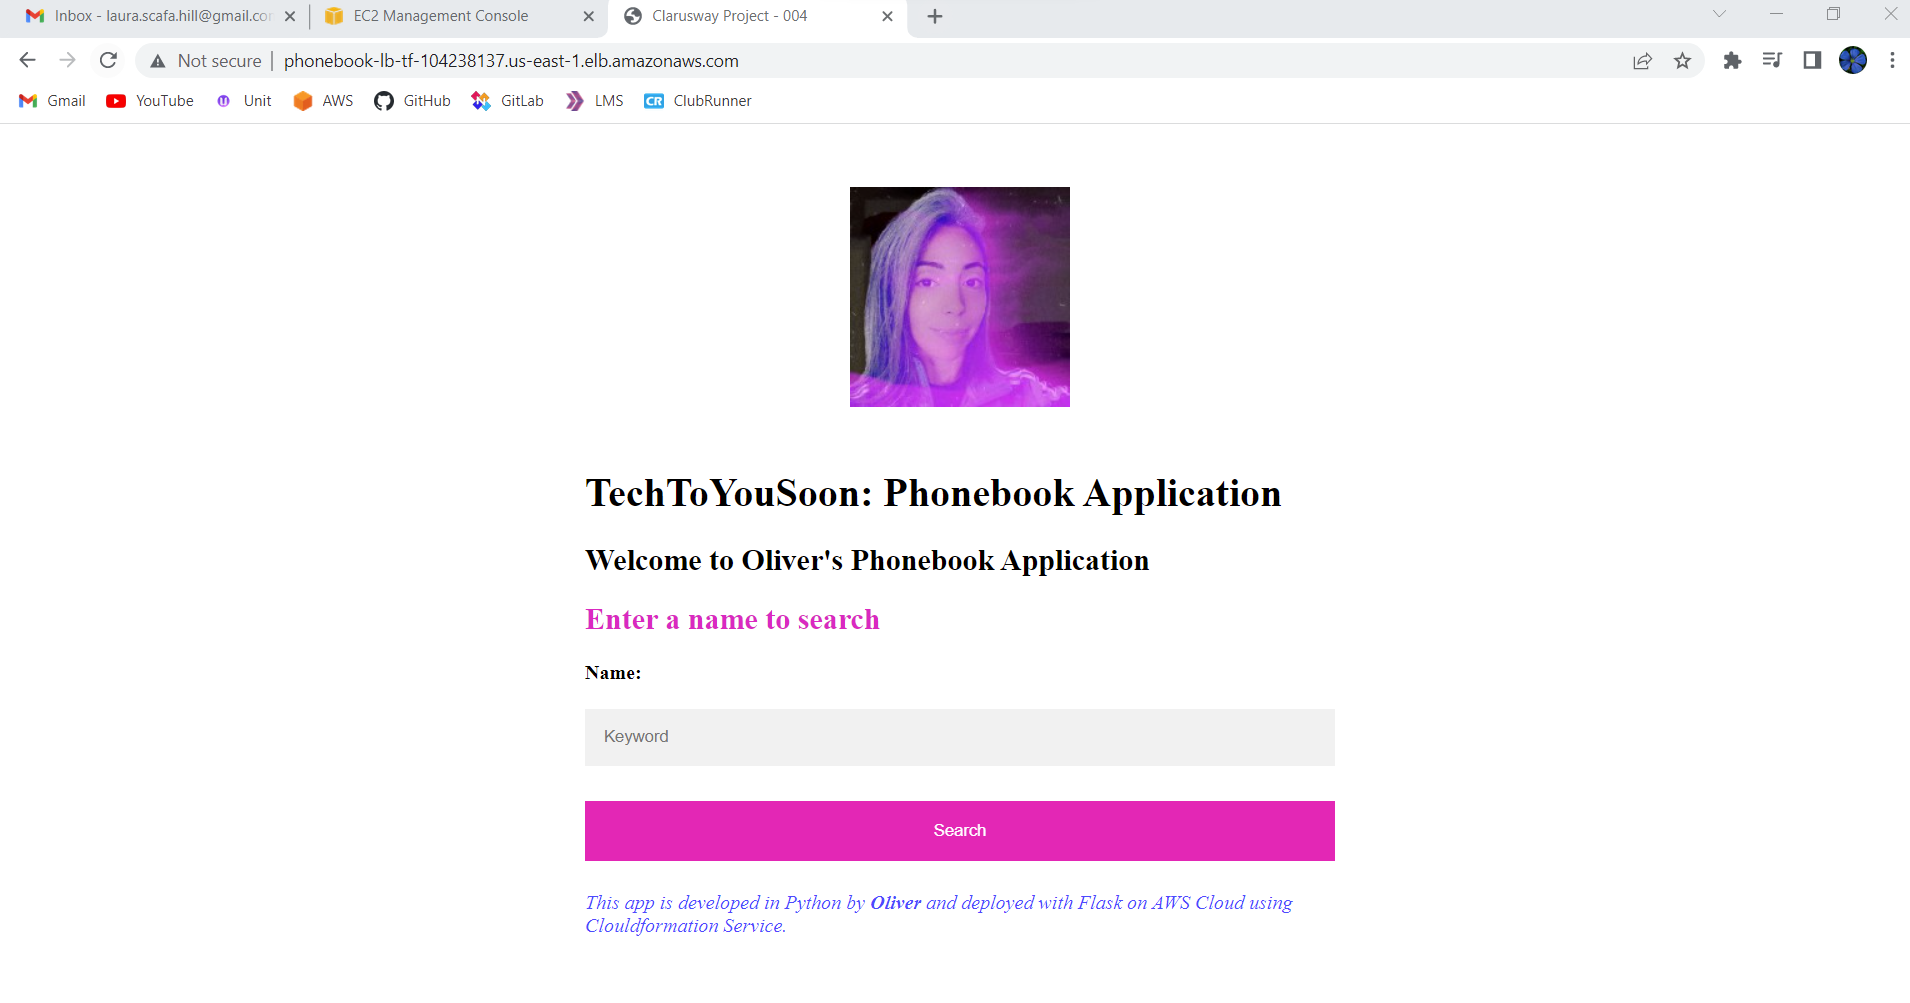 Inbox - laura.scafa.hill@gmail.co
EC2 Management Console
Clarusway Project - 004
Not secure | phonebook-lb-tf-104238137.us-east-1.elb.amazonaws.com
Gmail YouTube Unit AWS GitHub GitLab LMS CR ClubRunner
TechToYouSoon: Phonebook Application
Welcome to Oliver's Phonebook Application
Enter a name to search
Name:
Keyword
Search
This app is developed in Python by Oliver and deployed with Flask on AWS Cloud using
Clouldformation Service.